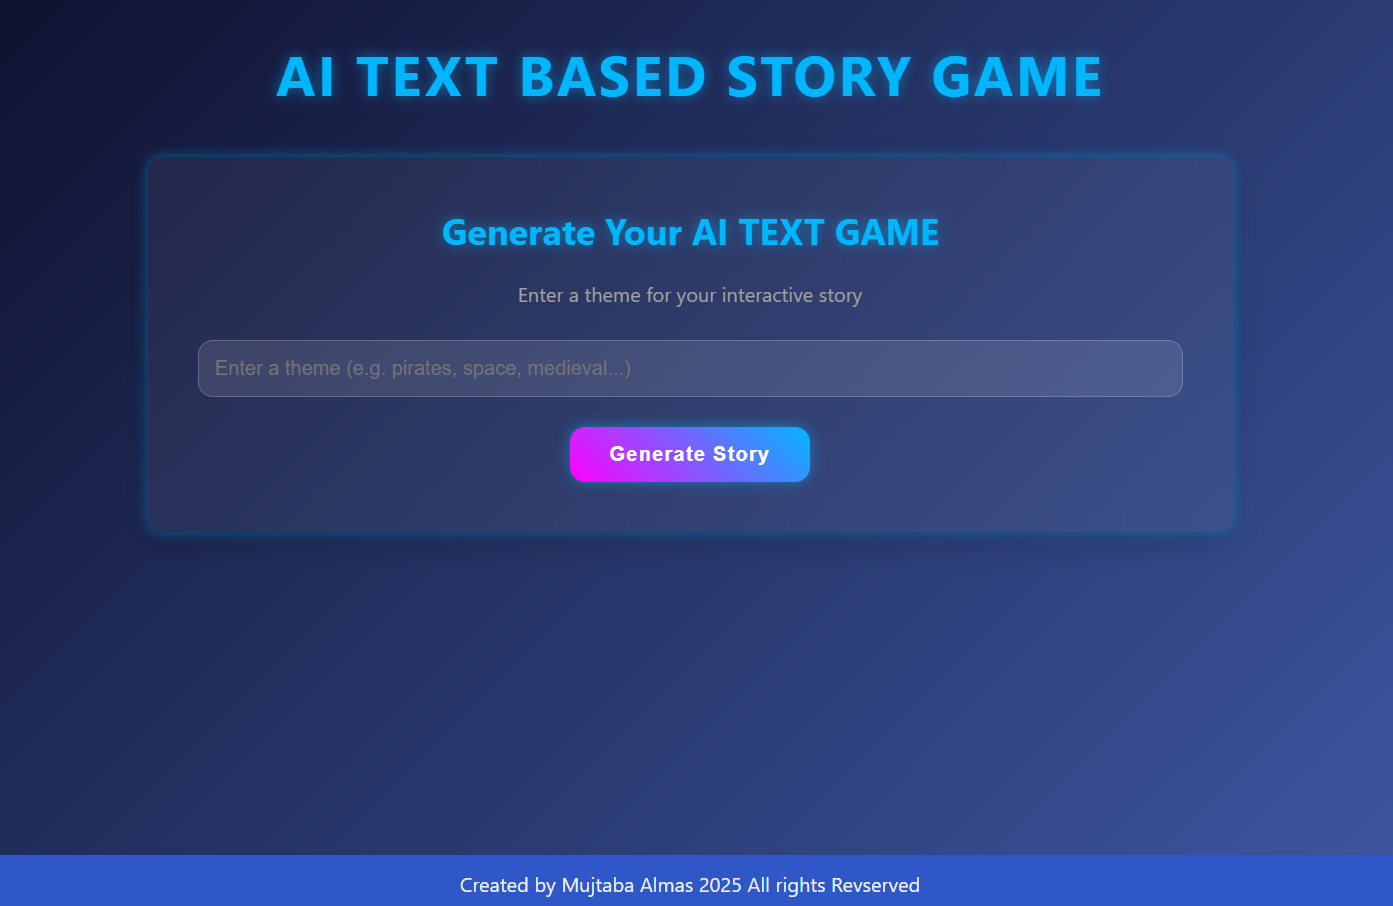 AI TEXT BASED STORY GAME
Generate Your AI TEXT GAME
Enter a theme for your interactive story
Enter a theme (e.g. pirates, space, medieval...)
Generate Story
Created by Mujtaba Almas 2025 All rights Revserved